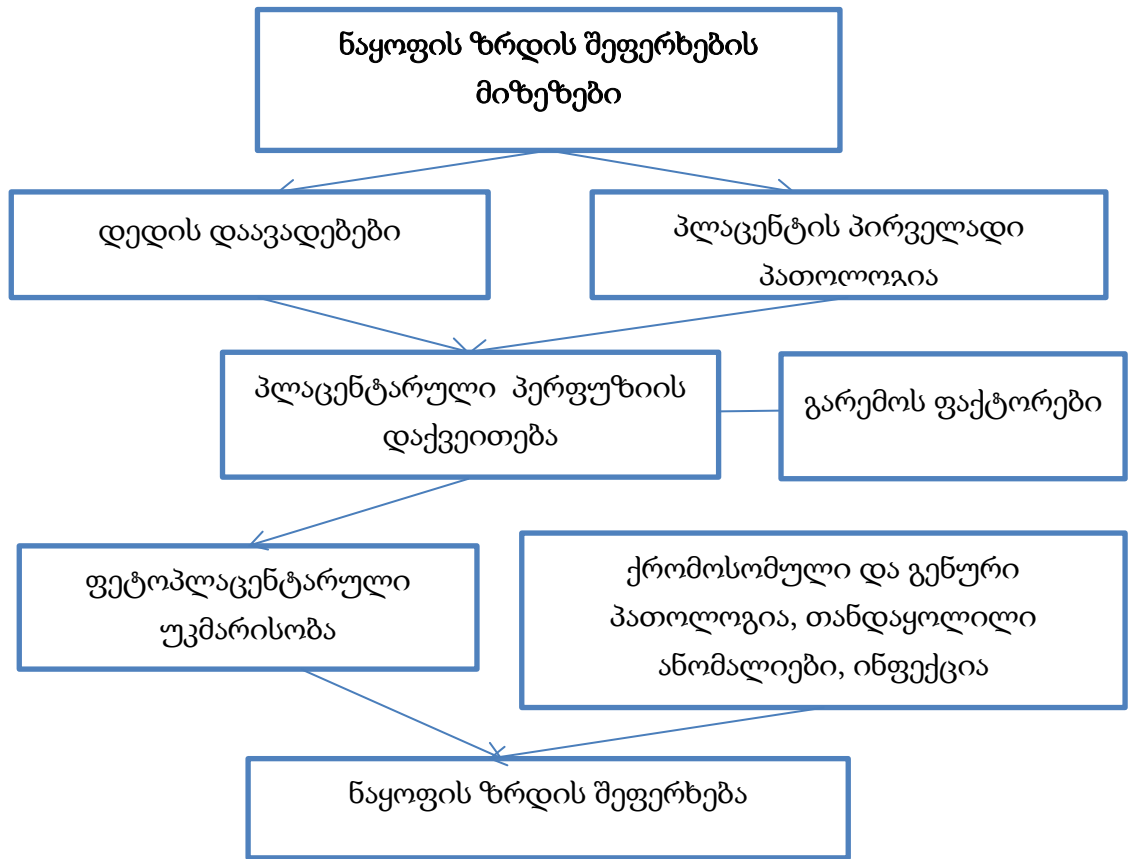 ნაყოფის ზრდის შეფერხების
მიზეზები
დედის დაავადებები
პლაცენტის პირველადი
პათოლოგია
პლაცენტარული პერფუზიის
დაქვეითება
გარემოს ფაქტორები
ფეტოპლაცენტარული
უკმარისობა
ქრომოსომული და გენური
პათოლოგია, თანდაყოლილი
ანომალიები, ინფექცია
ნაყოფის ზრდის შეფერხება